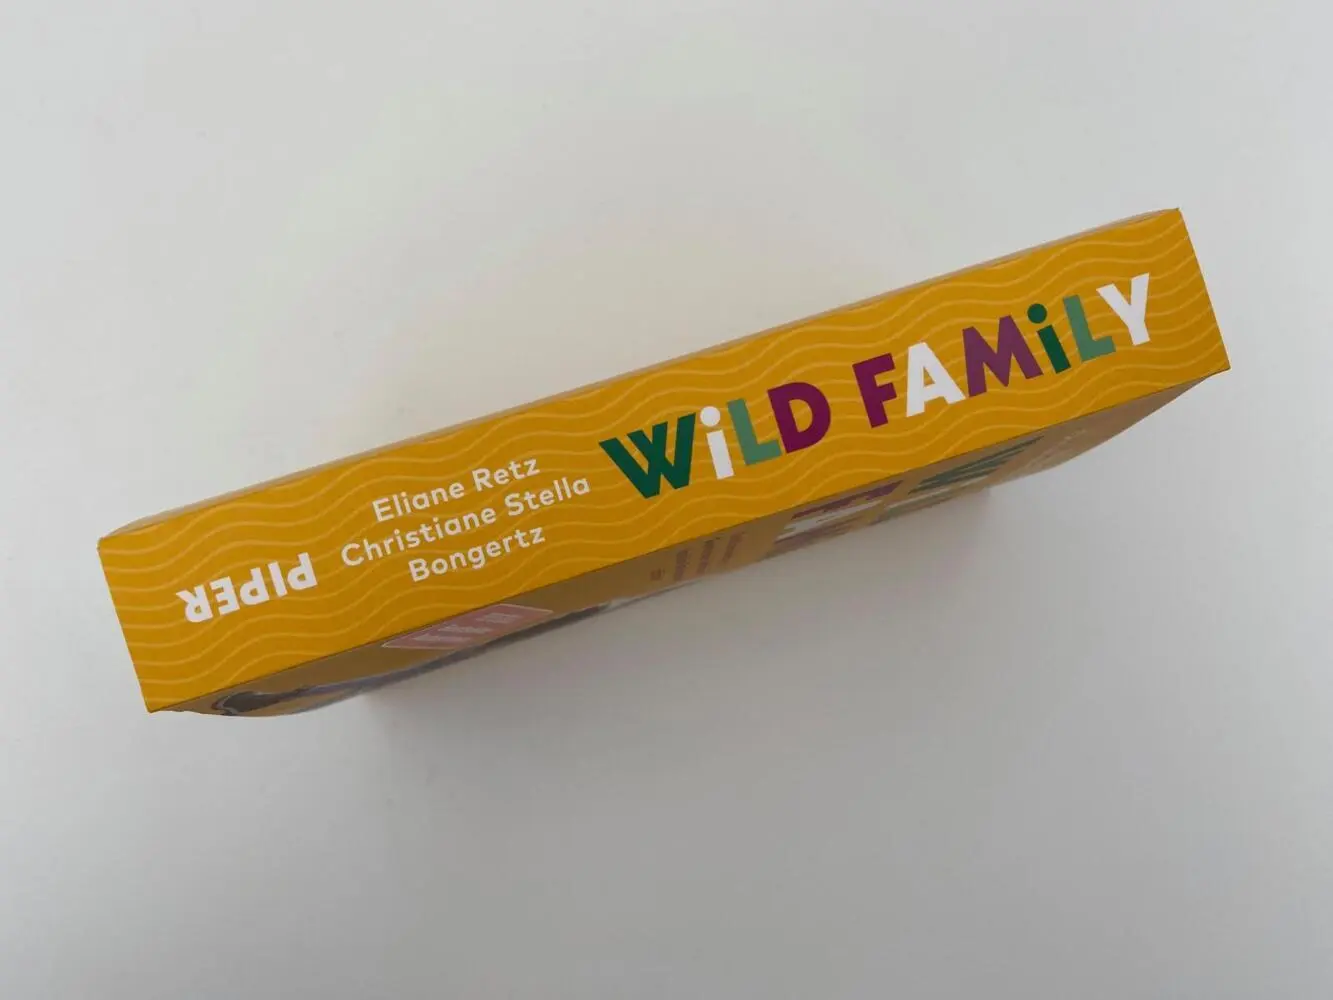 PIPER
Eliane Retz
Christiane Stella
Bongertz
WiLD FAMiLY